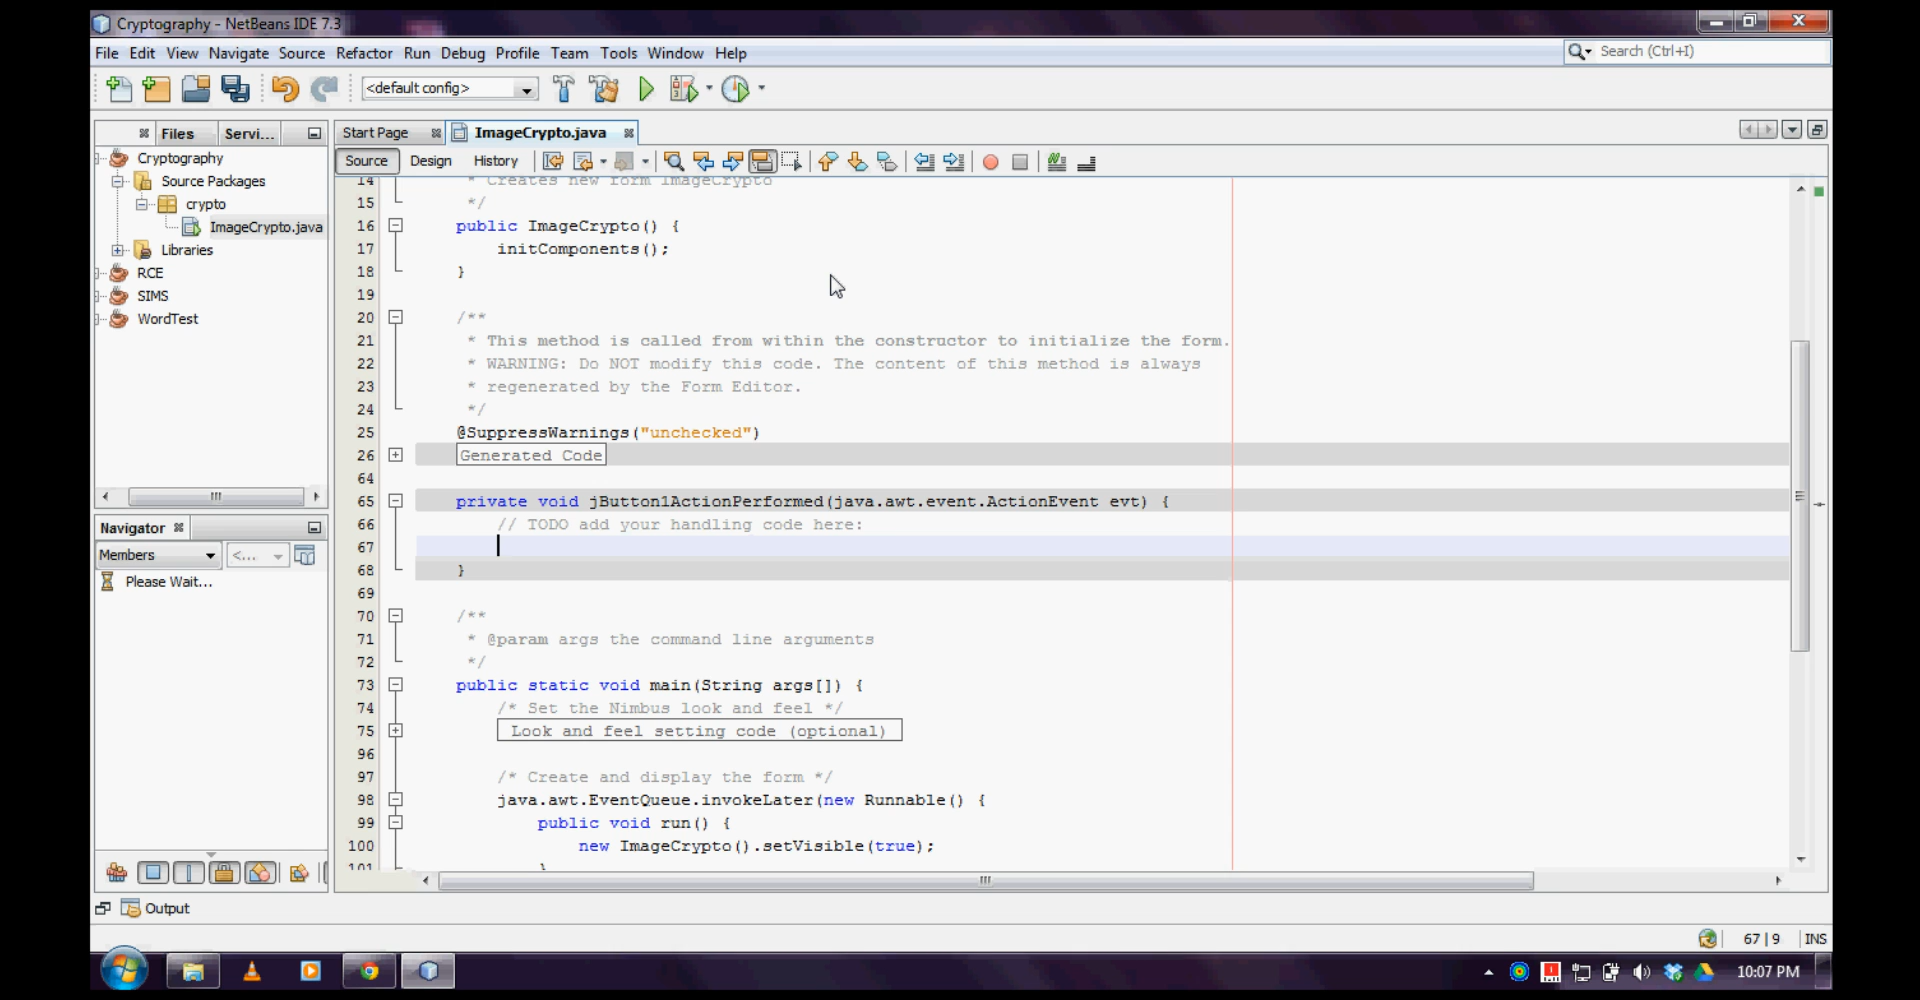 Cryptography - NetBeans IDE 7.3
File Edit View Navigate Source Refactor Run Debug Profile Team Tools Window Help
Search (Ctrl+I)
<default config>
Files Servi...
Start Page ImageCrypto.java
Source Design History
Cryptography
Source Packages
crypto
ImageCrypto.java
Libraries
RCE
SIMS
WordTest
Navigator
Members <...
Please Wait...
14 * Creates new form ImageCrypto
15 */
16 public ImageCrypto() {
17 initComponents();
18 }
19
20 /**
21 * This method is called from within the constructor to initialize the form.
22 * WARNING: Do NOT modify this code. The content of this method is always
23 * regenerated by the Form Editor.
24 */
25 @SuppressWarnings("unchecked")
26 Generated Code
64
65 private void jButton1ActionPerformed(java.awt.event.ActionEvent evt) {
66 // TODO add your handling code here:
67
68 }
69
70 /**
71 * @param args the command line arguments
72 */
73 public static void main(String args[]) {
74 /* Set the Nimbus look and feel */
75 Look and feel setting code (optional)
96
97 /* Create and display the form */
98 java.awt.EventQueue.invokeLater(new Runnable() {
99 public void run() {
100 new ImageCrypto().setVisible(true);
101 }
Output
67|9 INS
10:07 PM